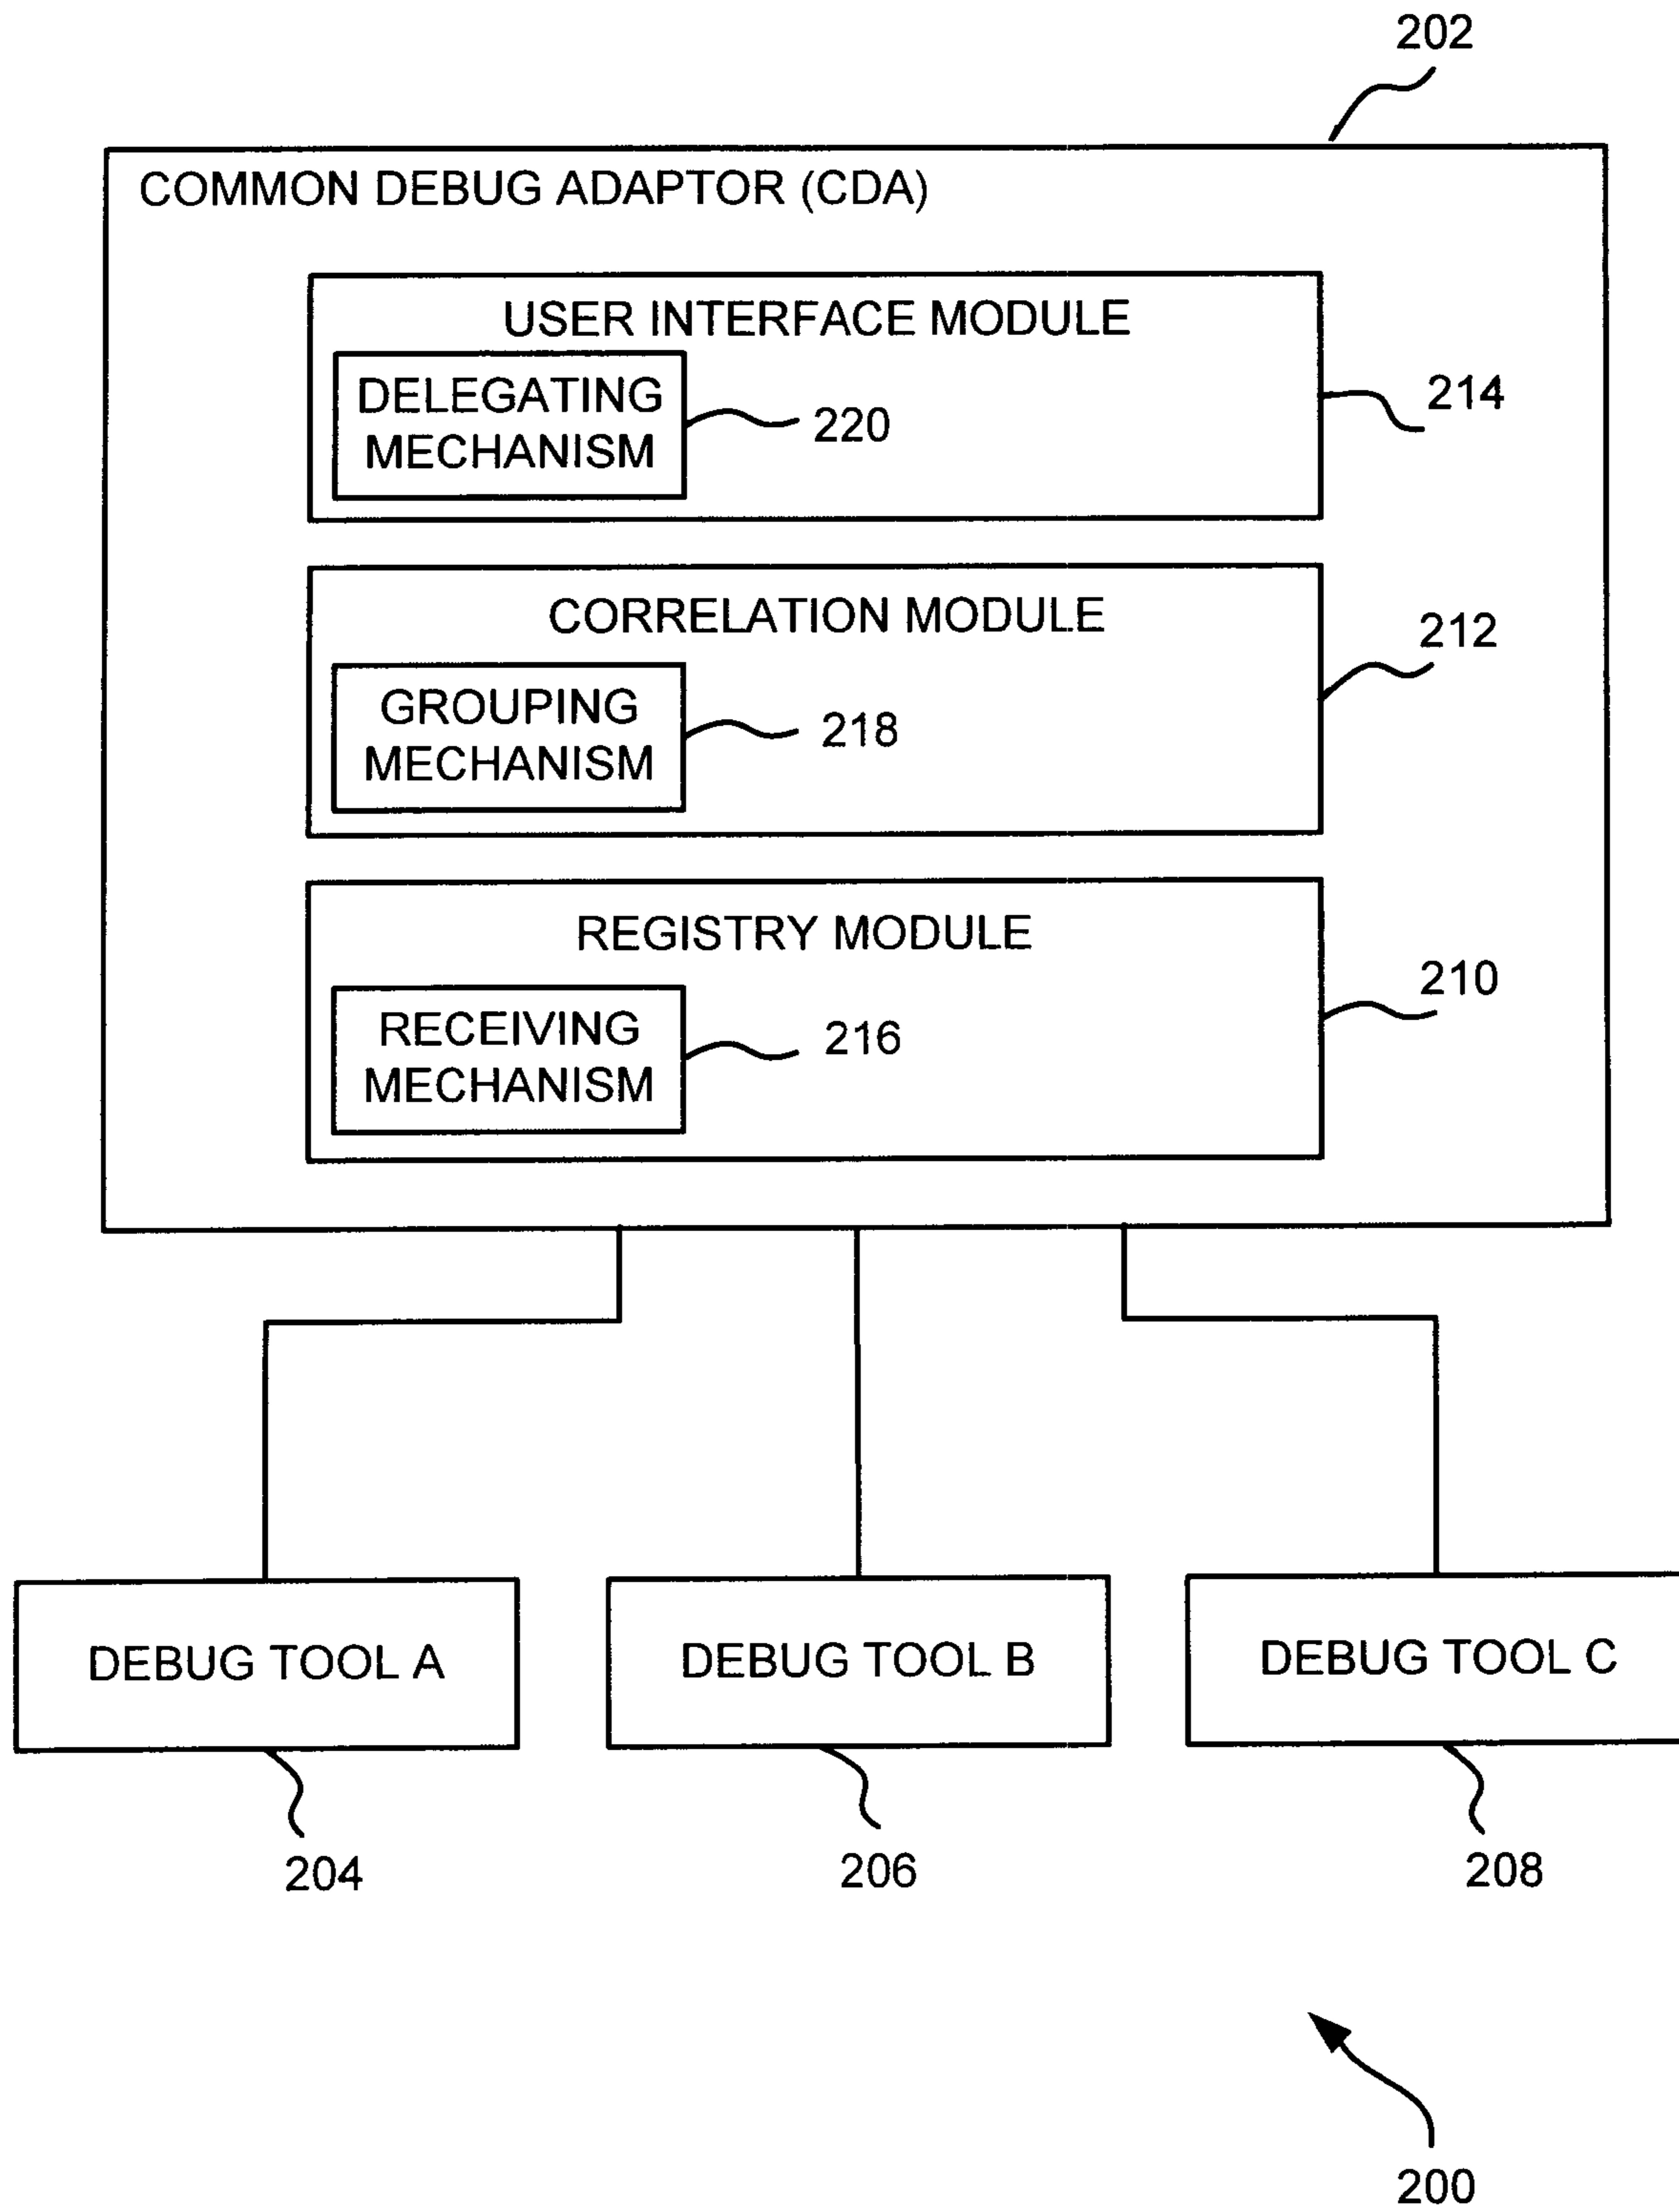 202
COMMON DEBUG ADAPTOR (CDA)
USER INTERFACE MODULE
DELEGATING
MECHANISM
220
214
CORRELATION MODULE
212
GROUPING
MECHANISM
218
REGISTRY MODULE
210
RECEIVING
MECHANISM
216
DEBUG TOOL A
DEBUG TOOL B
DEBUG TOOL C
204
206
208
200